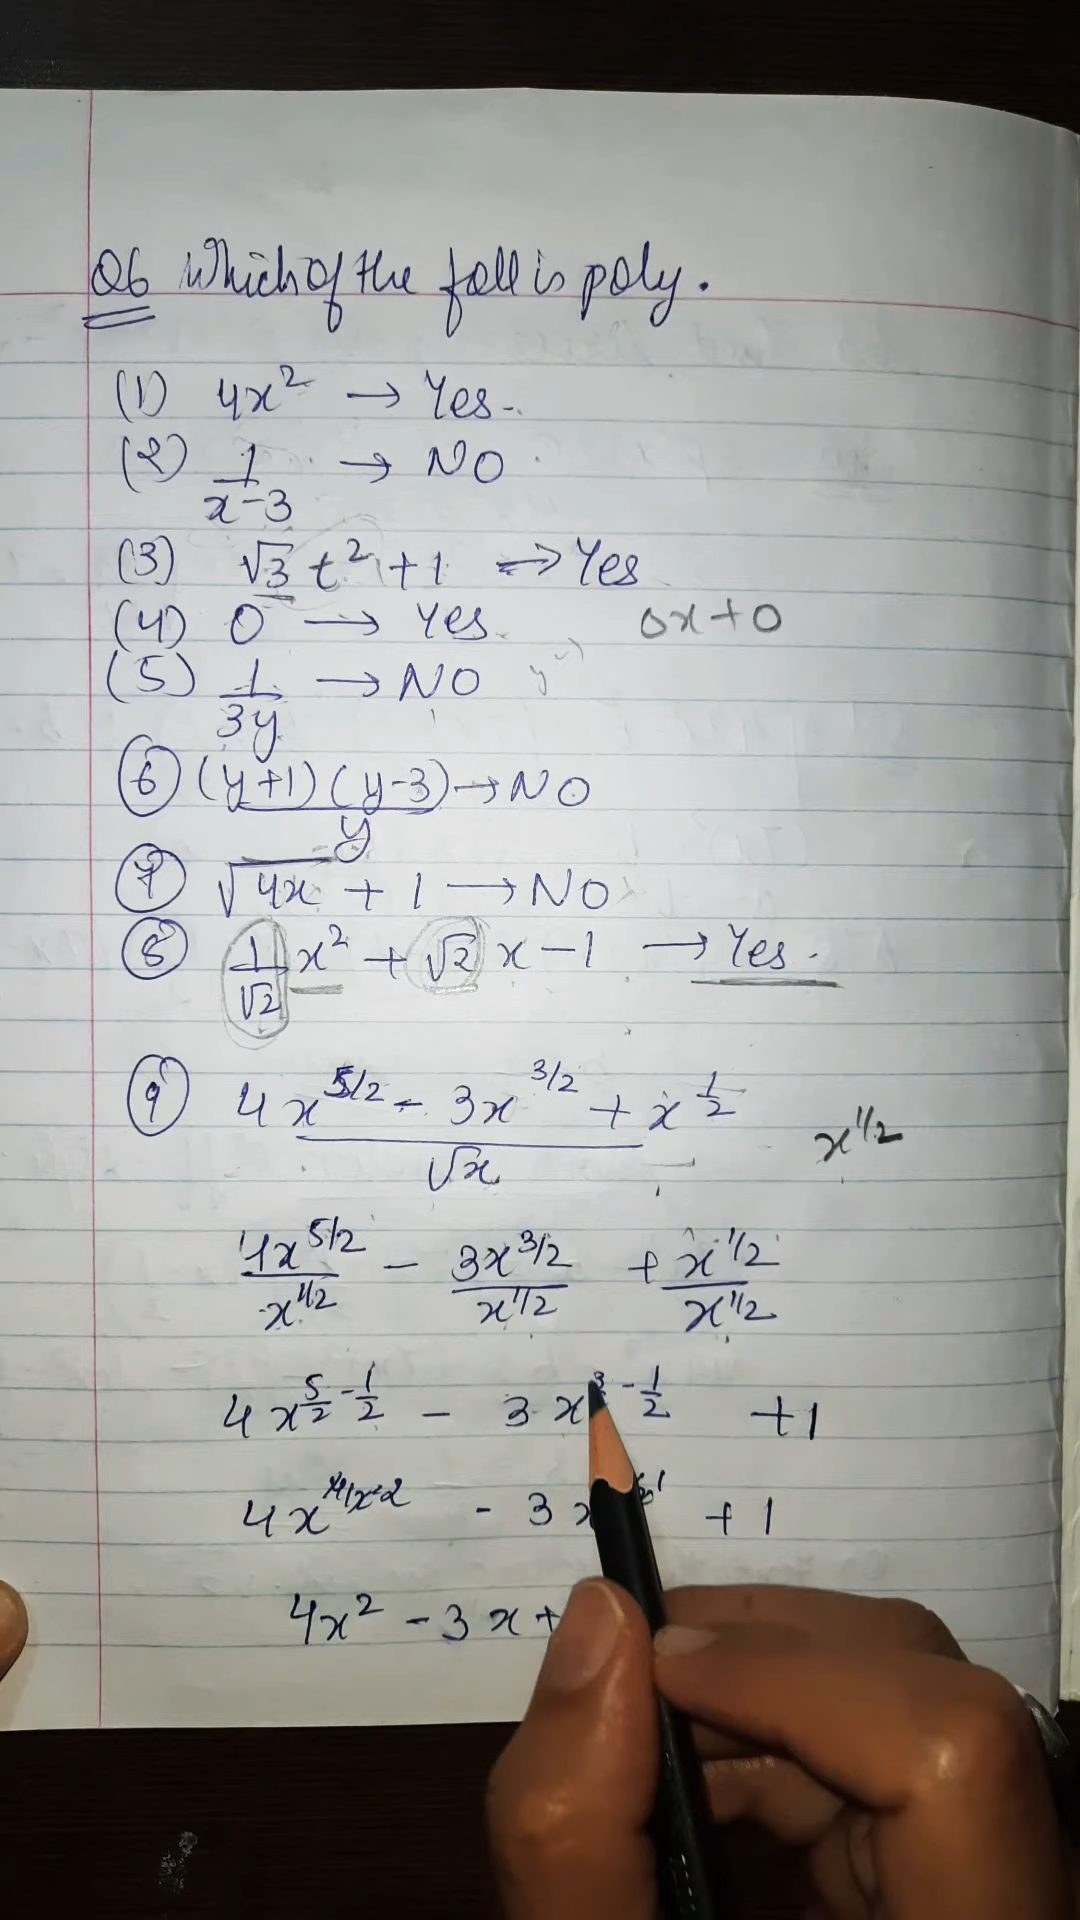 Q6 Which of the foll is poly.
(1) 4x² → Yes.
(2) 1/(x-3) → NO
(3) √3 t² + 1 → Yes
(4) 0 → Yes. 0x+0
(5) 1/3y → NO
(6) (y+1)(y-3)/y → NO
(7) √4x + 1 → NO
(8) 1/√2 x² + √2 x - 1 → Yes.
(9) (4x^5/2 - 3x^3/2 + x^1/2)/√x x^1/2
4x^5/2/x^1/2 - 3x^3/2/x^1/2 + x^1/2/x^1/2
4x^(5/2 - 1/2) - 3x^3 - 1/2 + 1
4x^2 - 3 + 1
4x² - 3x +